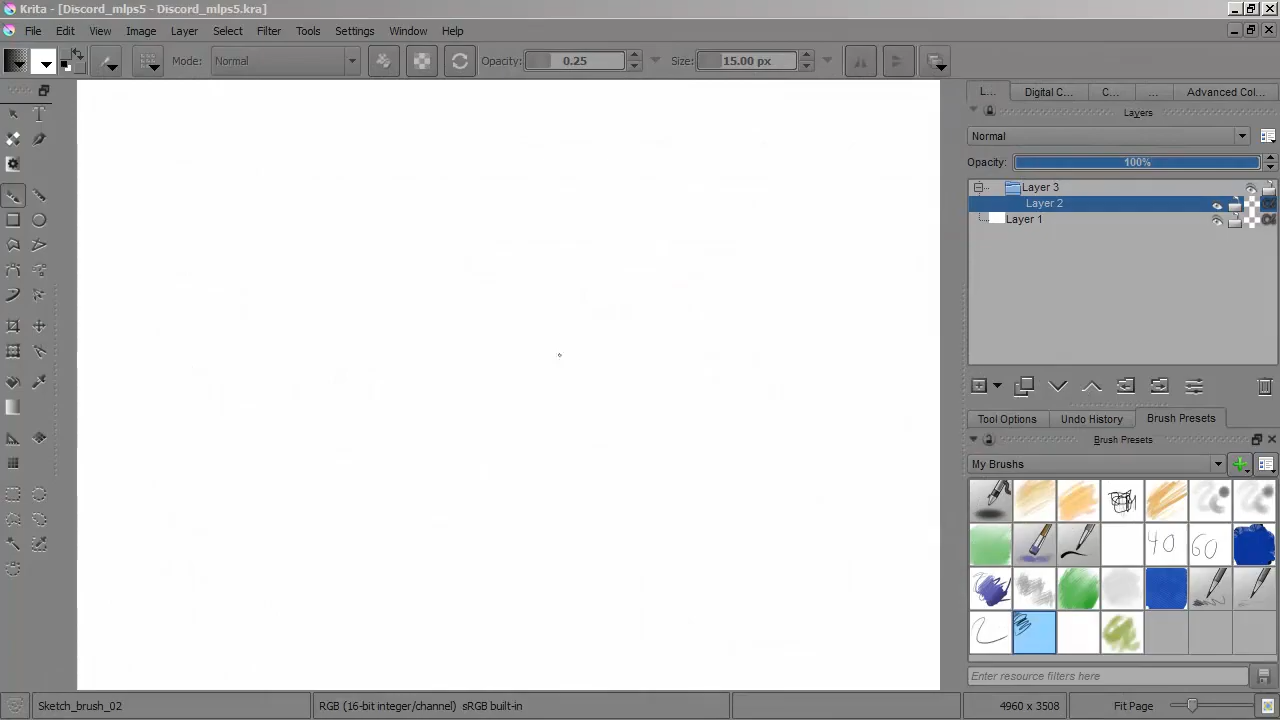 Krita - [Discord_mlps5 - Discord_mlps5.kra]
File Edit View Image Layer Select Filter Tools Settings Window Help
Mode: Normal Opacity: 0.25 Size: 15.00 px
L... Digital C... C... ... Advanced Col...
Layers
Normal
Opacity: 100%
Layer 3
Layer 2
Layer 1
Tool Options Undo History Brush Presets
Brush Presets
My Brushes
40 60
Enter resource filters here
Sketch_brush_02 RGB (16-bit integer/channel) sRGB built-in 4960 x 3508 Fit Page